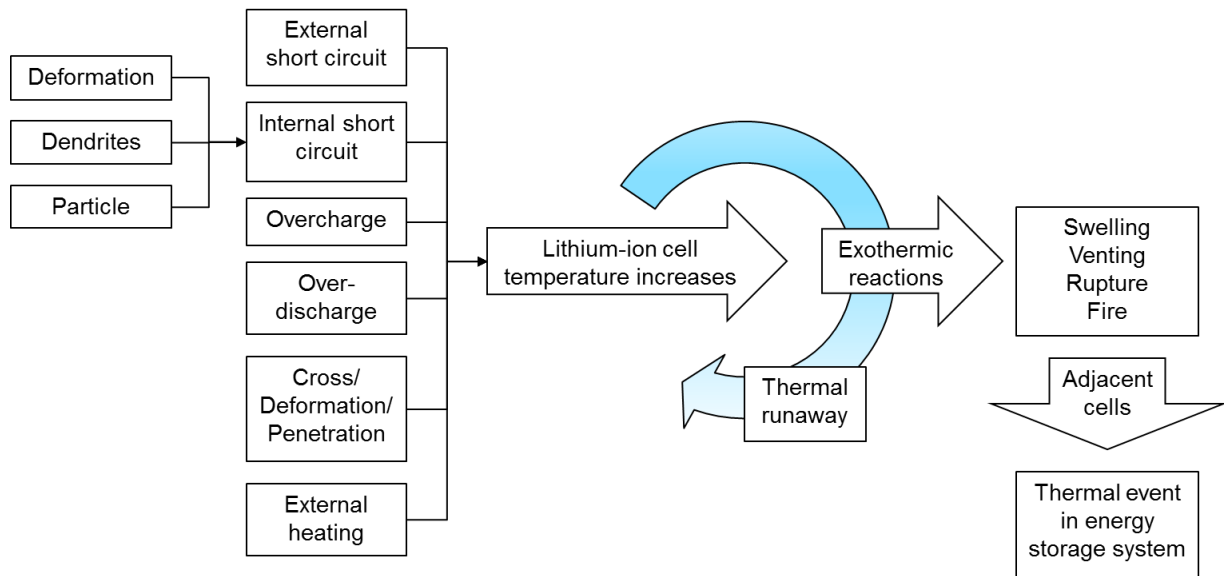 Deformation
Dendrites
Particle
External
short circuit
Internal short
circuit
Overcharge
Over-
discharge
Cross/
Deformation/
Penetration
External
heating
Lithium-ion cell
temperature increases
Exothermic
reactions
Thermal
runaway
Swelling
Venting
Rupture
Fire
Adjacent
cells
Thermal event
in energy
storage system